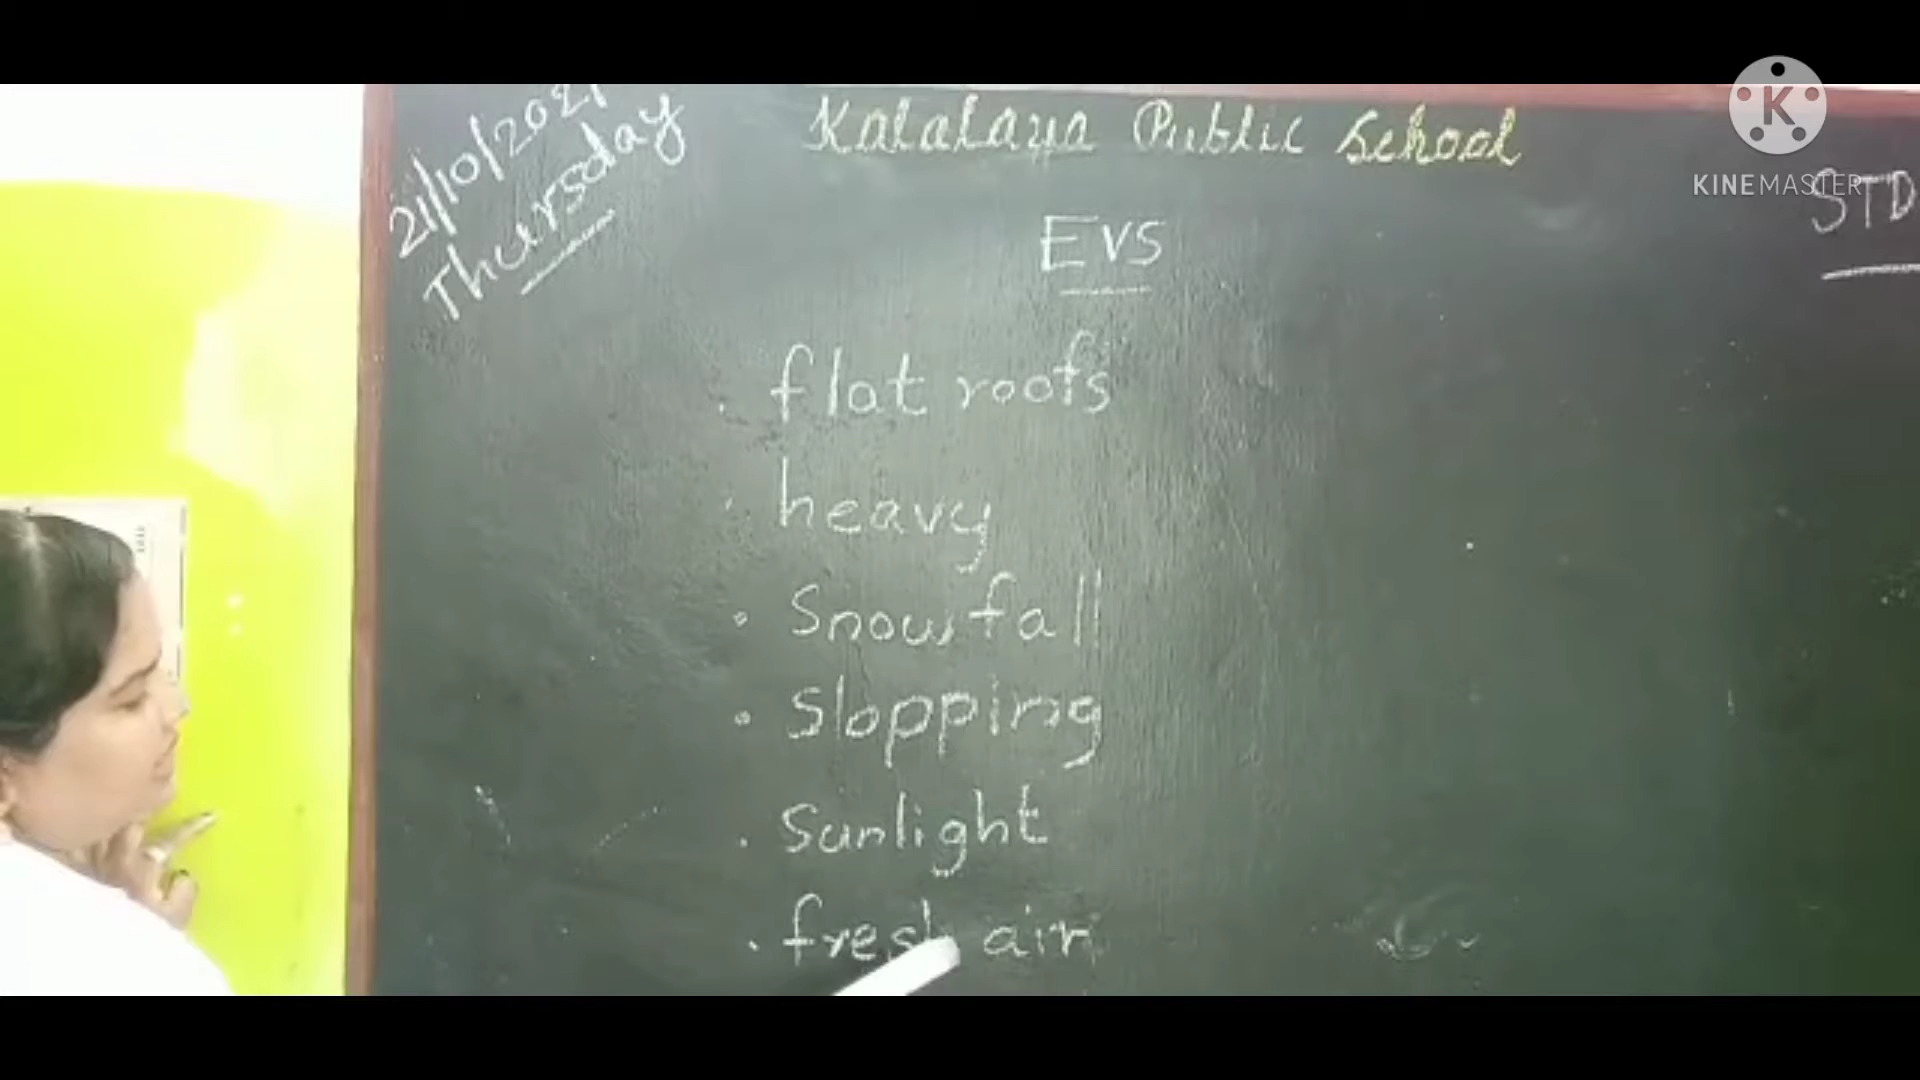 21/10/2021
Thursday
Kalalaya Public School
KINEMASTER
STD
EVS
flat roofs
heavy
Snowfall
Slopping
Sunlight
fresh air